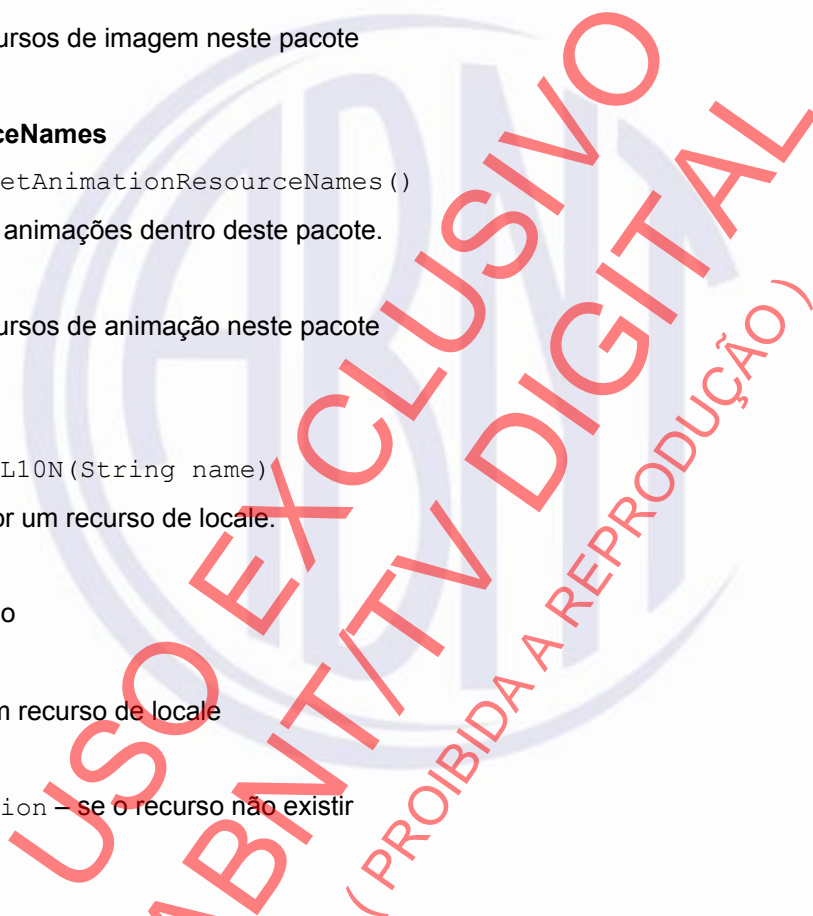 ursos de imagem neste pacote
ceNames
etAnimationResourceNames()
animações dentro deste pacote.
ursos de animação neste pacote
L10N(String name)
or um recurso de locale.
o
m recurso de locale
ion – se o recurso não existir
USO EXCLUSIVO
ABNT/TV DIGITAL
( PROIBIDA A REPRODUÇÃO )
ABNT